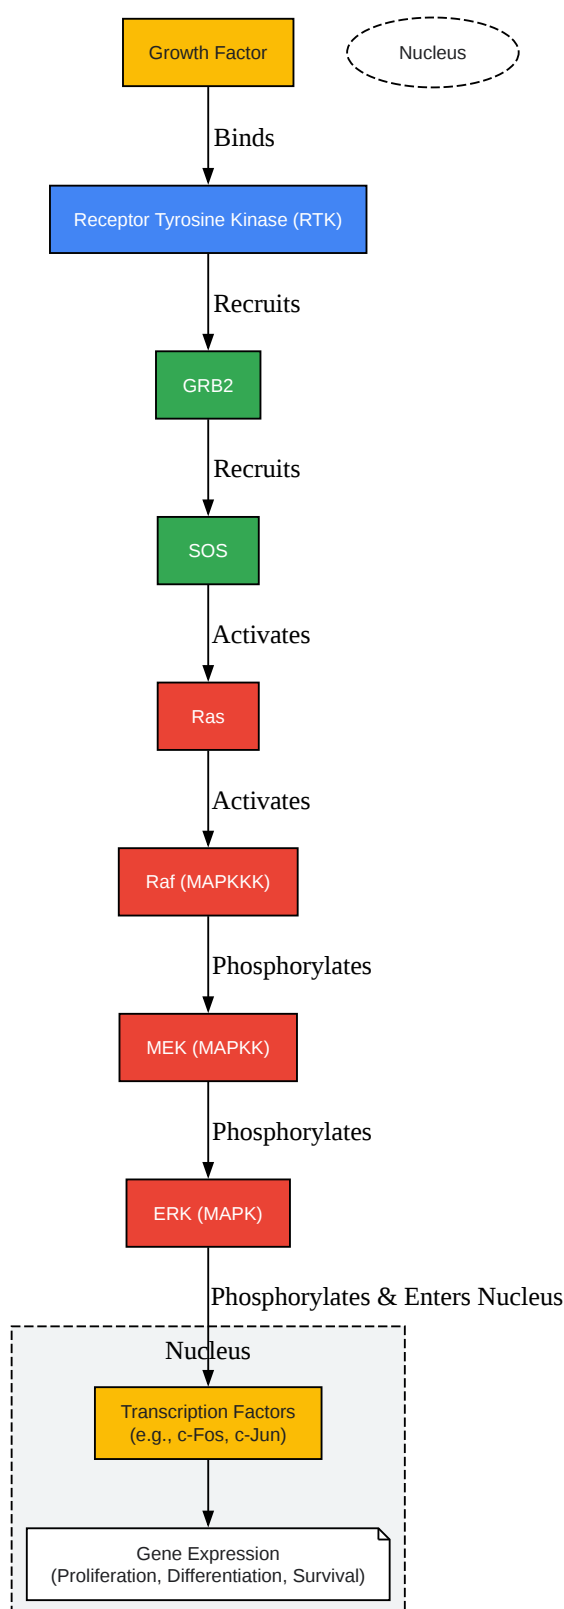 Growth Factor
Nucleus
Binds
Receptor Tyrosine Kinase (RTK)
Recruits
GRB2
Recruits
SOS
Activates
Ras
Activates
Raf (MAPKKK)
Phosphorylates
MEK (MAPKK)
Phosphorylates
ERK (MAPK)
Phosphorylates & Enters Nucleus
Nucleus
Transcription Factors
(e.g., c-Fos, c-Jun)
Gene Expression
(Proliferation, Differentiation, Survival)